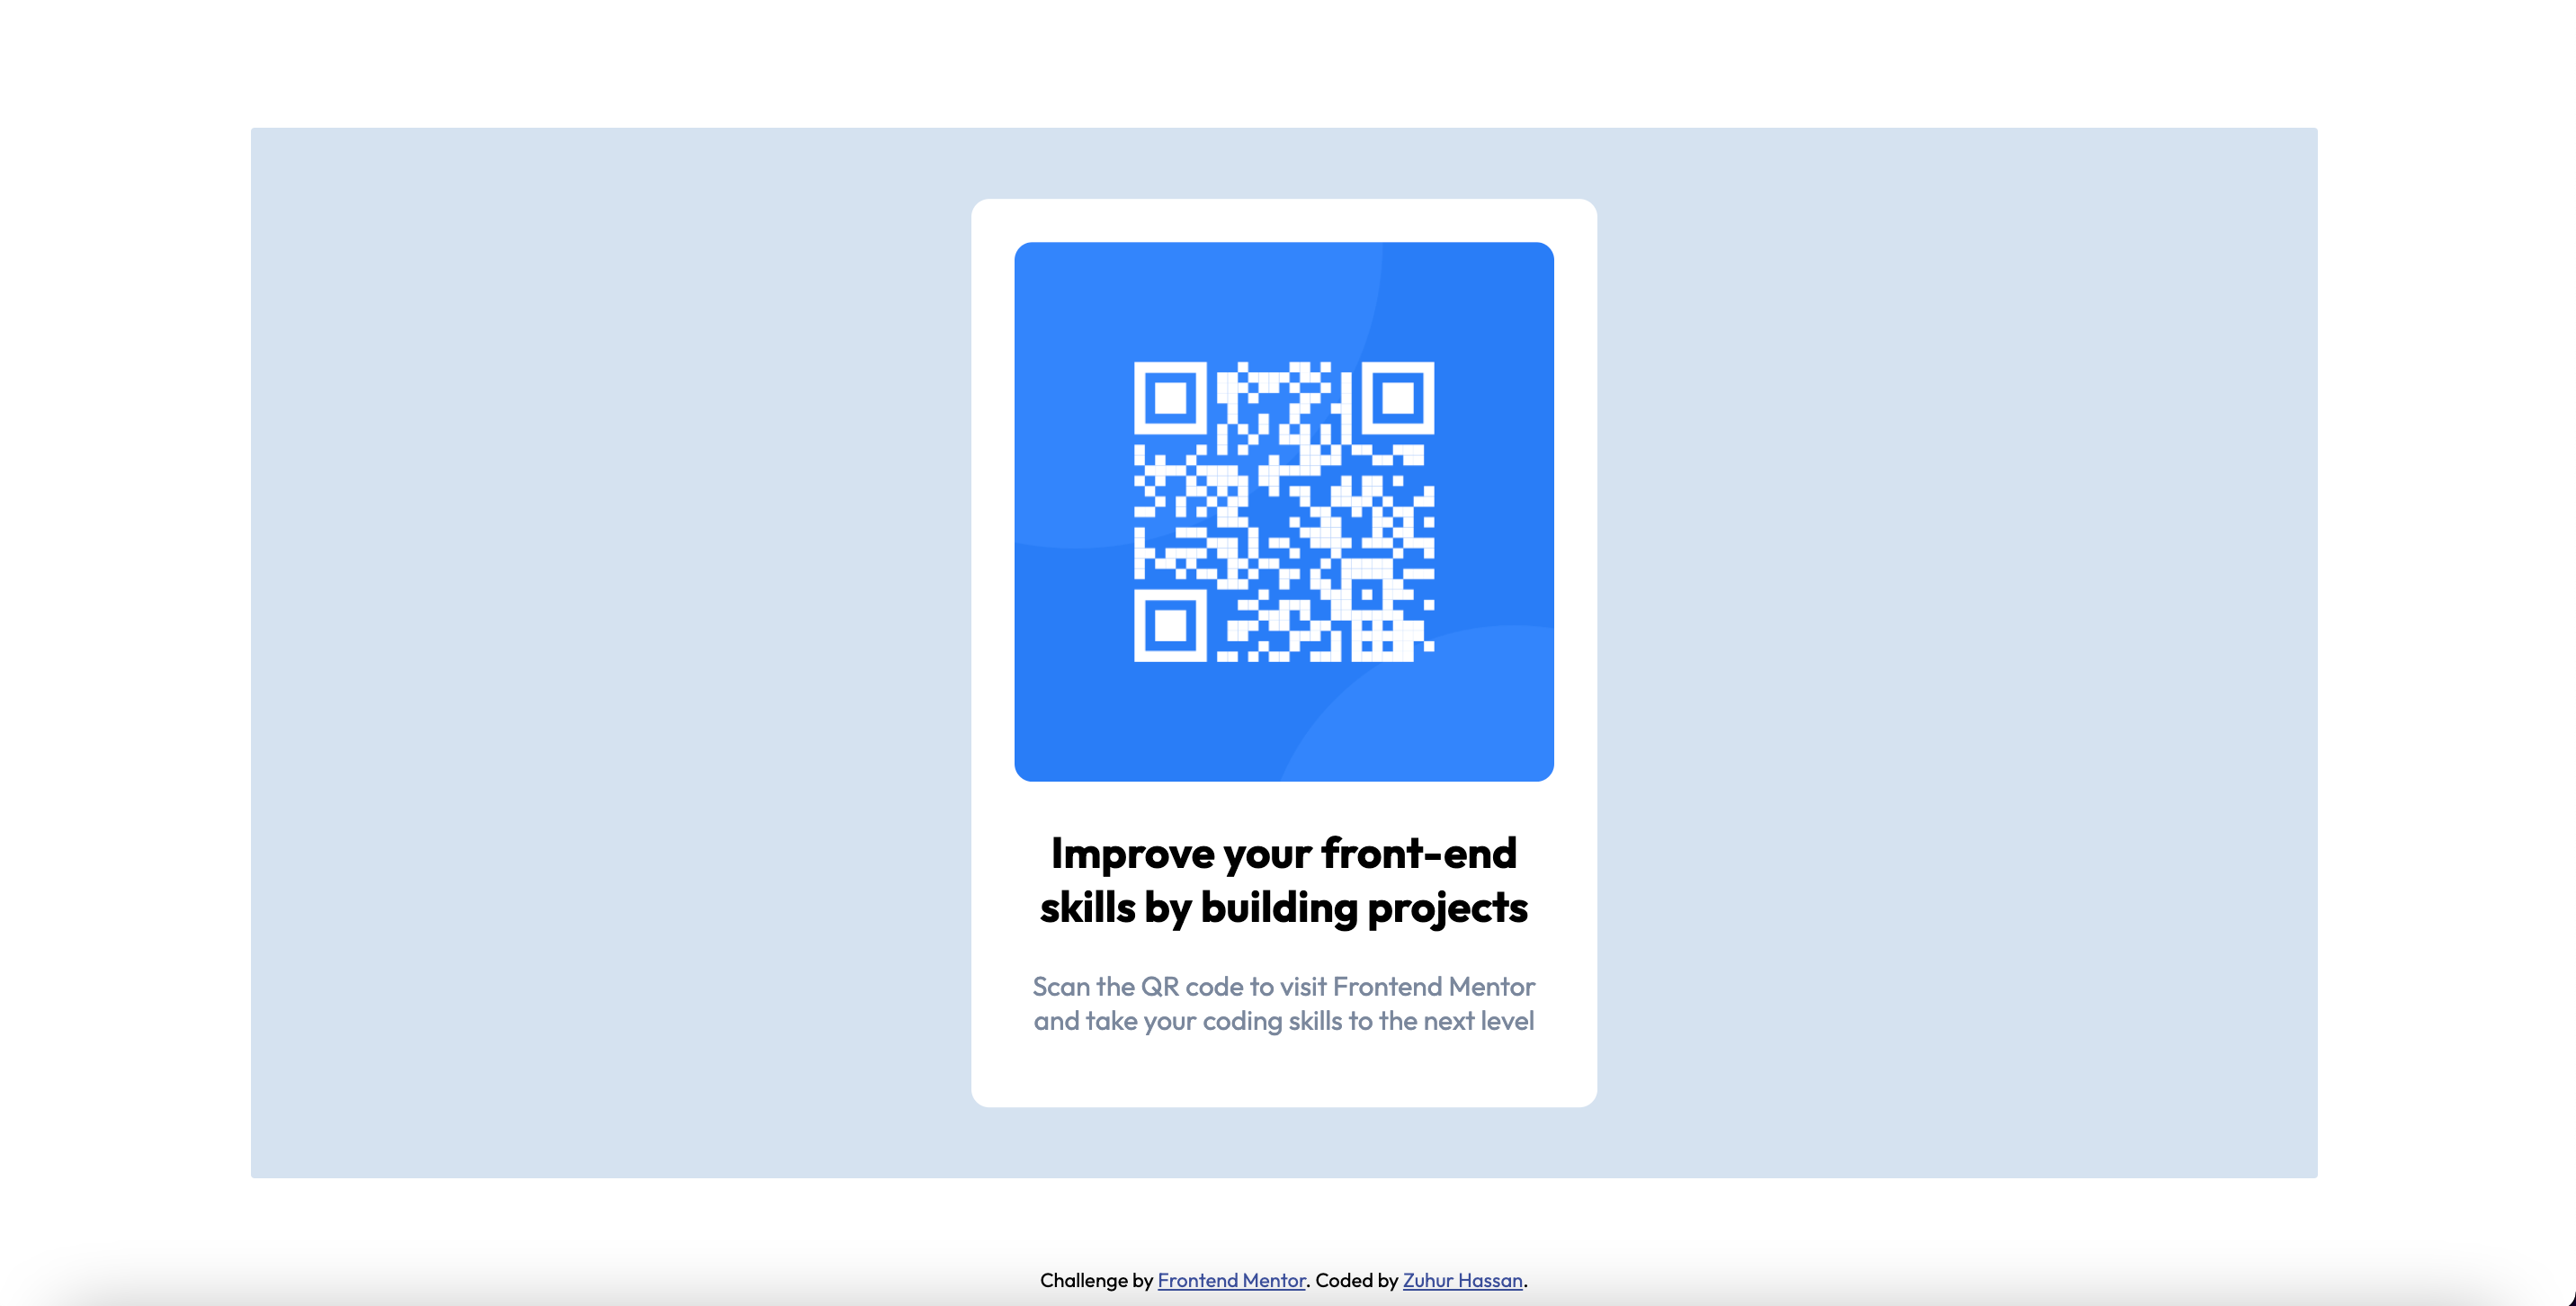 Improve your front-end
skills by building projects
Scan the QR code to visit Frontend Mentor
and take your coding skills to the next level
Challenge by Frontend Mentor. Coded by Zuhur Hassan.